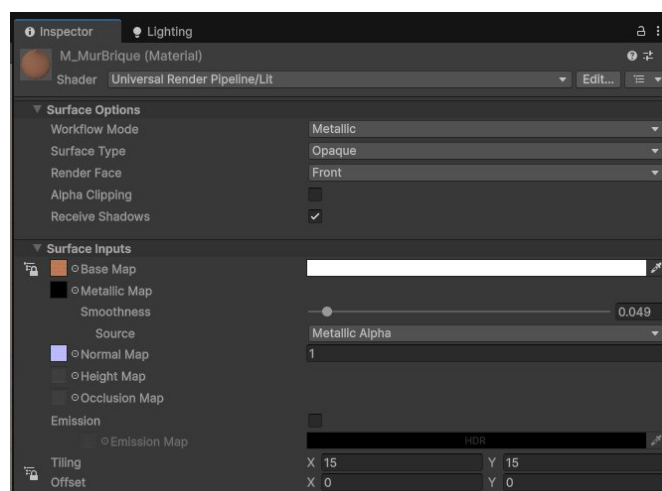 Inspector Lighting
M_MurBrique (Material)
Shader Universal Render Pipeline/Lit Edit...
Surface Options
Workflow Mode Metallic
Surface Type Opaque
Render Face Front
Alpha Clipping
Receive Shadows
Surface Inputs
Base Map
Metallic Map
Smoothness 0.049
Source Metallic Alpha
Normal Map 1
Height Map
Occlusion Map
Emission
Emission Map HDR
Tiling X 15 Y 15
Offset X 0 Y 0